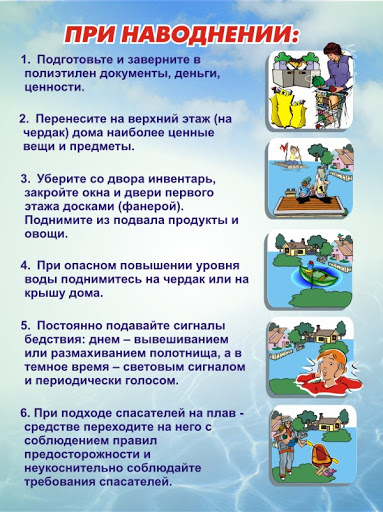 ПРИ НАВОДНЕНИИ:
1. Подготовьте и заверните в
полиэтилен документы, деньги,
ценности.
2. Перенесите на верхний этаж (на
чердак) дома наиболее ценные
вещи и предметы.
3. Уберите со двора инвентарь,
закройте окна и двери первого
этажа досками (фанерой).
Поднимите из подвала продукты и
овощи.
4. При опасном повышении уровня
воды поднимитесь на чердак или на
крышу дома.
5. Постоянно подавайте сигналы
бедствия: днем – вывешиванием
или размахиванием полотнища, а в
темное время – световым сигналом
и периодически голосом.
6. При подходе спасателей на плав -
средстве переходите на него с
соблюдением правил
предосторожности и
неукоснительно соблюдайте
требования спасателей.